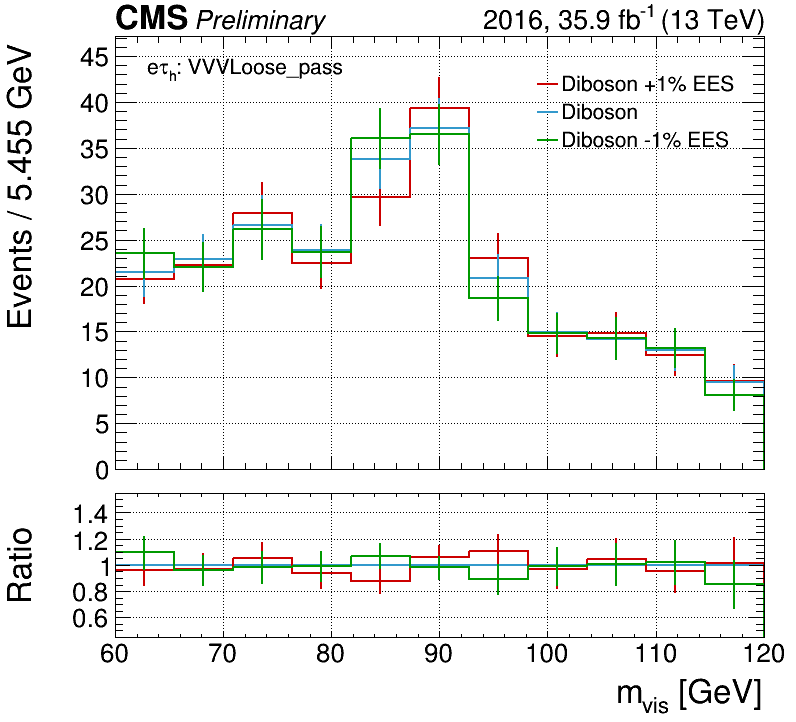 CMS Preliminary 2016, 35.9 fb⁻¹ (13 TeV)
eτₕ: VVVLoose_pass
Diboson +1% EES
Diboson
Diboson -1% EES
Events / 5.455 GeV
45
40
35
30
25
20
15
10
5
0
Ratio
1.4
1.2
1
0.8
0.6
60 70 80 90 100 110 120
m_vis [GeV]